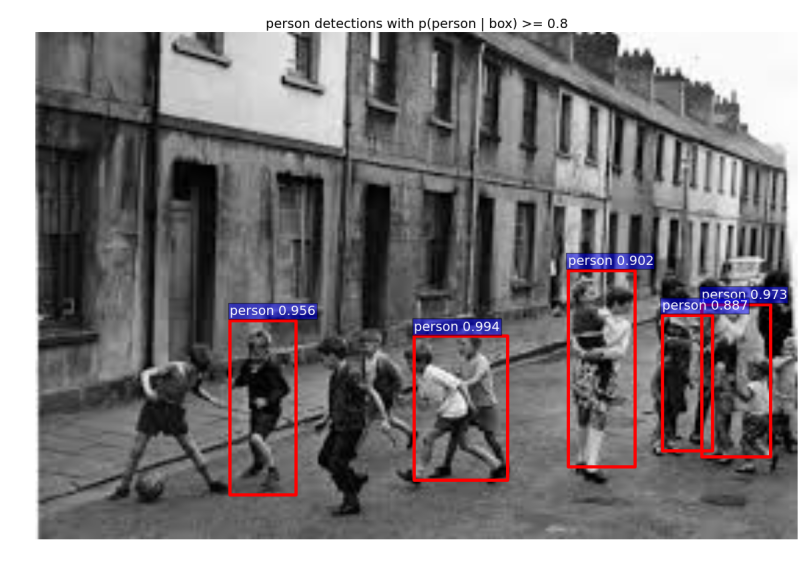 person detections with p(person | box) >= 0.8
person 0.902
person 0.973
person 0.887
person 0.956
person 0.994